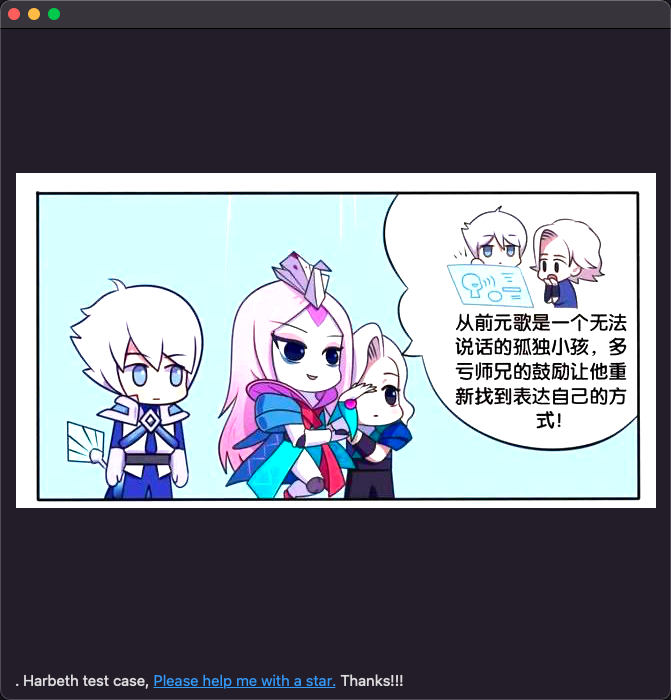 从前元歌是一个无法
说话的孤独小孩，多
亏师兄的鼓励让他重
新找到表达自己的方
式！
. Harbeth test case, Please help me with a star. Thanks!!!